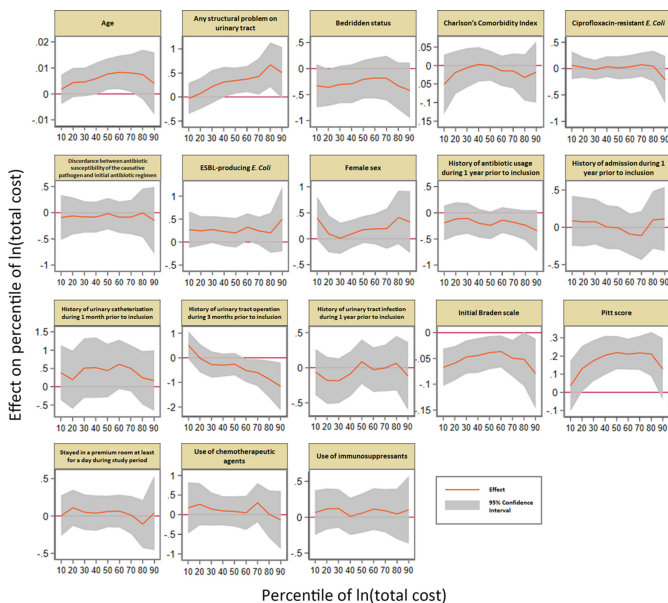 Age
Any structural problem on
urinary tract
Bedridden status
Charlson's Comorbidity Index
Ciprofloxacin-resistant E. Coli
.02
.01
0
-.01
1
.5
0
-.5
.5
0
-.5
-1
.05
0
-.05
-.10
-.15
.5
0
-.5
-1
10 20 30 40 50 60 70 80 90
10 20 30 40 50 60 70 80 90
10 20 30 40 50 60 70 80 90
10 20 30 40 50 60 70 80 90
10 20 30 40 50 60 70 80 90
Discordance between antibiotic
susceptibility of the causative
pathogen and initial antibiotic regimen
ESBL-producing E. Coli
Female sex
History of antibiotic usage
during 1 year prior to inclusion
History of admission during 1
year prior to inclusion
.5
0
-.5
-1
1
.5
0
-.5
1
.5
0
-.5
.5
0
-.5
-1
.5
0
-.5
-1
10 20 30 40 50 60 70 80 90
10 20 30 40 50 60 70 80 90
10 20 30 40 50 60 70 80 90
10 20 30 40 50 60 70 80 90
10 20 30 40 50 60 70 80 90
History of urinary catheterization
during 1 month prior to inclusion
History of urinary tract operation
during 3 months prior to inclusion
History of urinary tract infection
during 1 year prior to inclusion
Initial Braden scale
Pitt score
1.5
1
.5
0
-.5
1
0
-1
-2
.5
0
-.5
-1
0
-.05
-.10
-.15
.3
.2
.1
0
-.1
10 20 30 40 50 60 70 80 90
10 20 30 40 50 60 70 80 90
10 20 30 40 50 60 70 80 90
10 20 30 40 50 60 70 80 90
10 20 30 40 50 60 70 80 90
Stayed in a premium room at least
for a day during study period
Use of chemotherapeutic
agents
Use of immunosuppressants
1
.5
0
-.5
1
.5
0
-.5
-1
.5
0
-.5
10 20 30 40 50 60 70 80 90
10 20 30 40 50 60 70 80 90
10 20 30 40 50 60 70 80 90
Effect
95% Confidence
Interval
Effect on percentile of ln(total cost)
Percentile of ln(total cost)